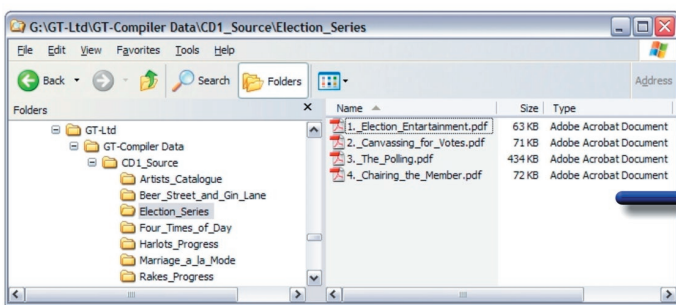 G:\GT-Ltd\GT-Compiler Data\CD1_Source\Election_Series
File Edit View Favorites Tools Help
Back Search Folders Address
Folders Name Size Type
GT-Ltd
GT-Compiler Data
CD1_Source
Artists_Catalogue
Beer_Street_and_Gin_Lane
Election_Series
Four_Times_of_Day
Harlots_Progress
Marriage_a_la_Mode
Rakes_Progress
1._Election_Entartainment.pdf 63 KB Adobe Acrobat Document
2._Canvassing_for_Votes.pdf 71 KB Adobe Acrobat Document
3._The_Polling.pdf 434 KB Adobe Acrobat Document
4._Chairing_the_Member.pdf 72 KB Adobe Acrobat Document